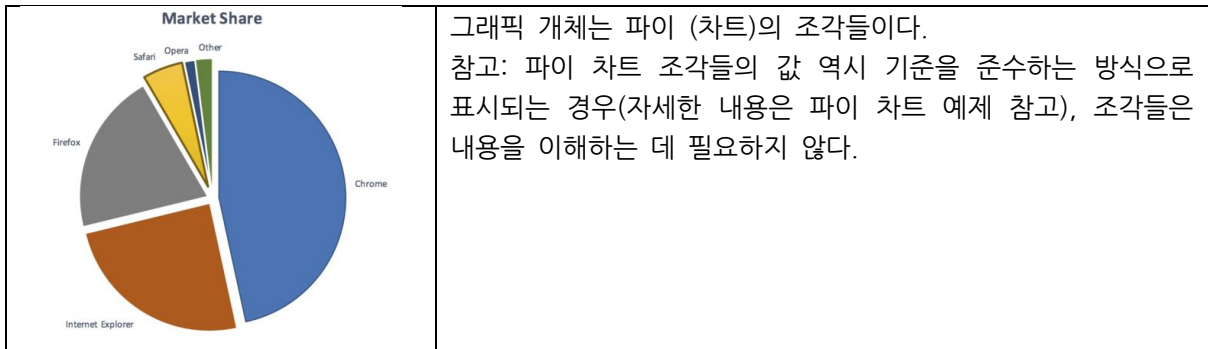 Market Share
Safari
Opera
Other
Firefox
Chrome
Internet Explorer
그래픽 개체는 파이 (차트)의 조각들이다.
참고: 파이 차트 조각들의 값 역시 기준을 준수하는 방식으로
표시되는 경우(자세한 내용은 파이 차트 예제 참고), 조각들은
내용을 이해하는 데 필요하지 않다.